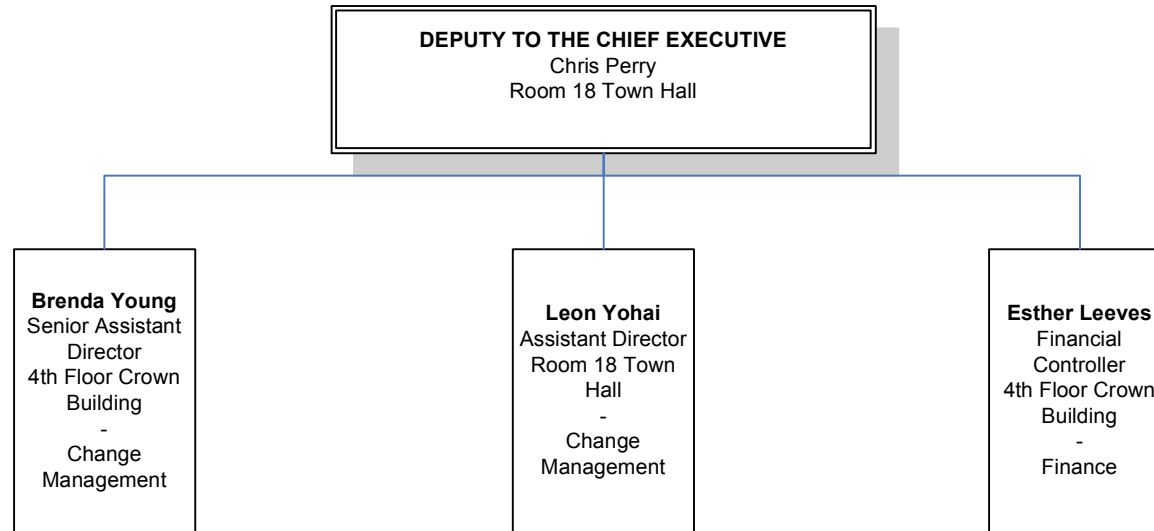 DEPUTY TO THE CHIEF EXECUTIVE
Chris Perry
Room 18 Town Hall
Brenda Young
Senior Assistant
Director
4th Floor Crown
Building
-
Change
Management
Leon Yohai
Assistant Director
Room 18 Town
Hall
-
Change
Management
Esther Leeves
Financial
Controller
4th Floor Crown
Building
-
Finance